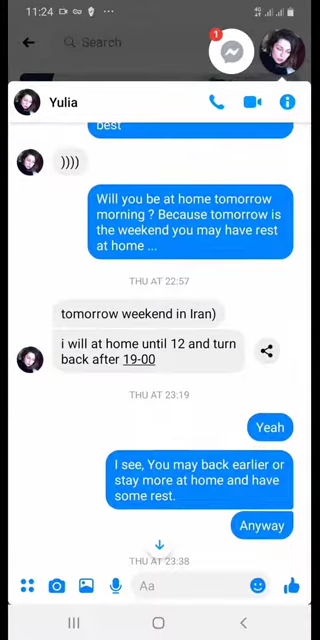 11:24
4G
Search
1
Yulia
best
))))
Will you be at home tomorrow
morning ? Because tomorrow is
the weekend you may have rest
at home ...
THU AT 22:57
tomorrow weekend in Iran)
i will at home until 12 and turn
back after 19-00
THU AT 23:19
Yeah
I see, You may back earlier or
stay more at home and have
some rest.
Anyway
THU AT 23:38
Aa